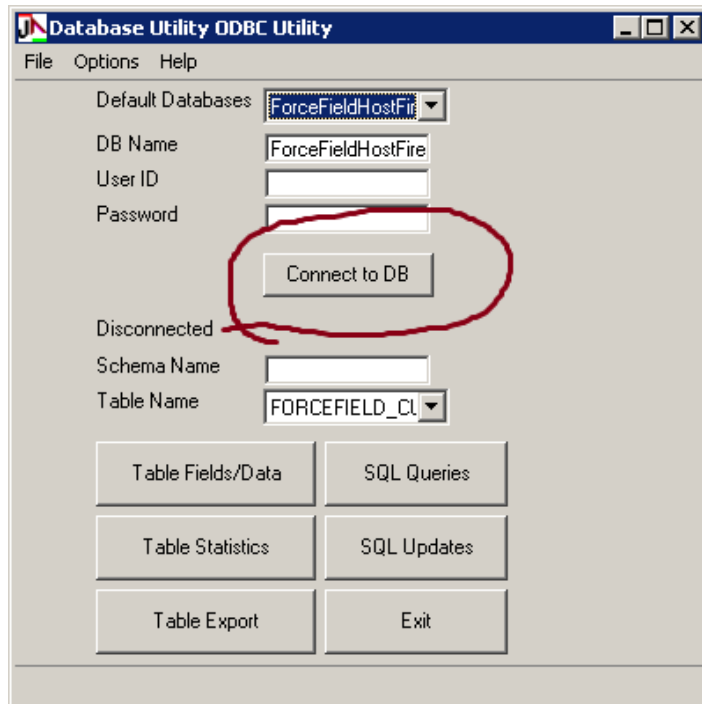 Database Utility ODBC Utility
File Options Help
Default Databases ForceFieldHostFir
DB Name ForceFieldHostFire
User ID
Password
Connect to DB
Disconnected
Schema Name
Table Name FORCEFIELD_CU
Table Fields/Data SQL Queries
Table Statistics SQL Updates
Table Export Exit